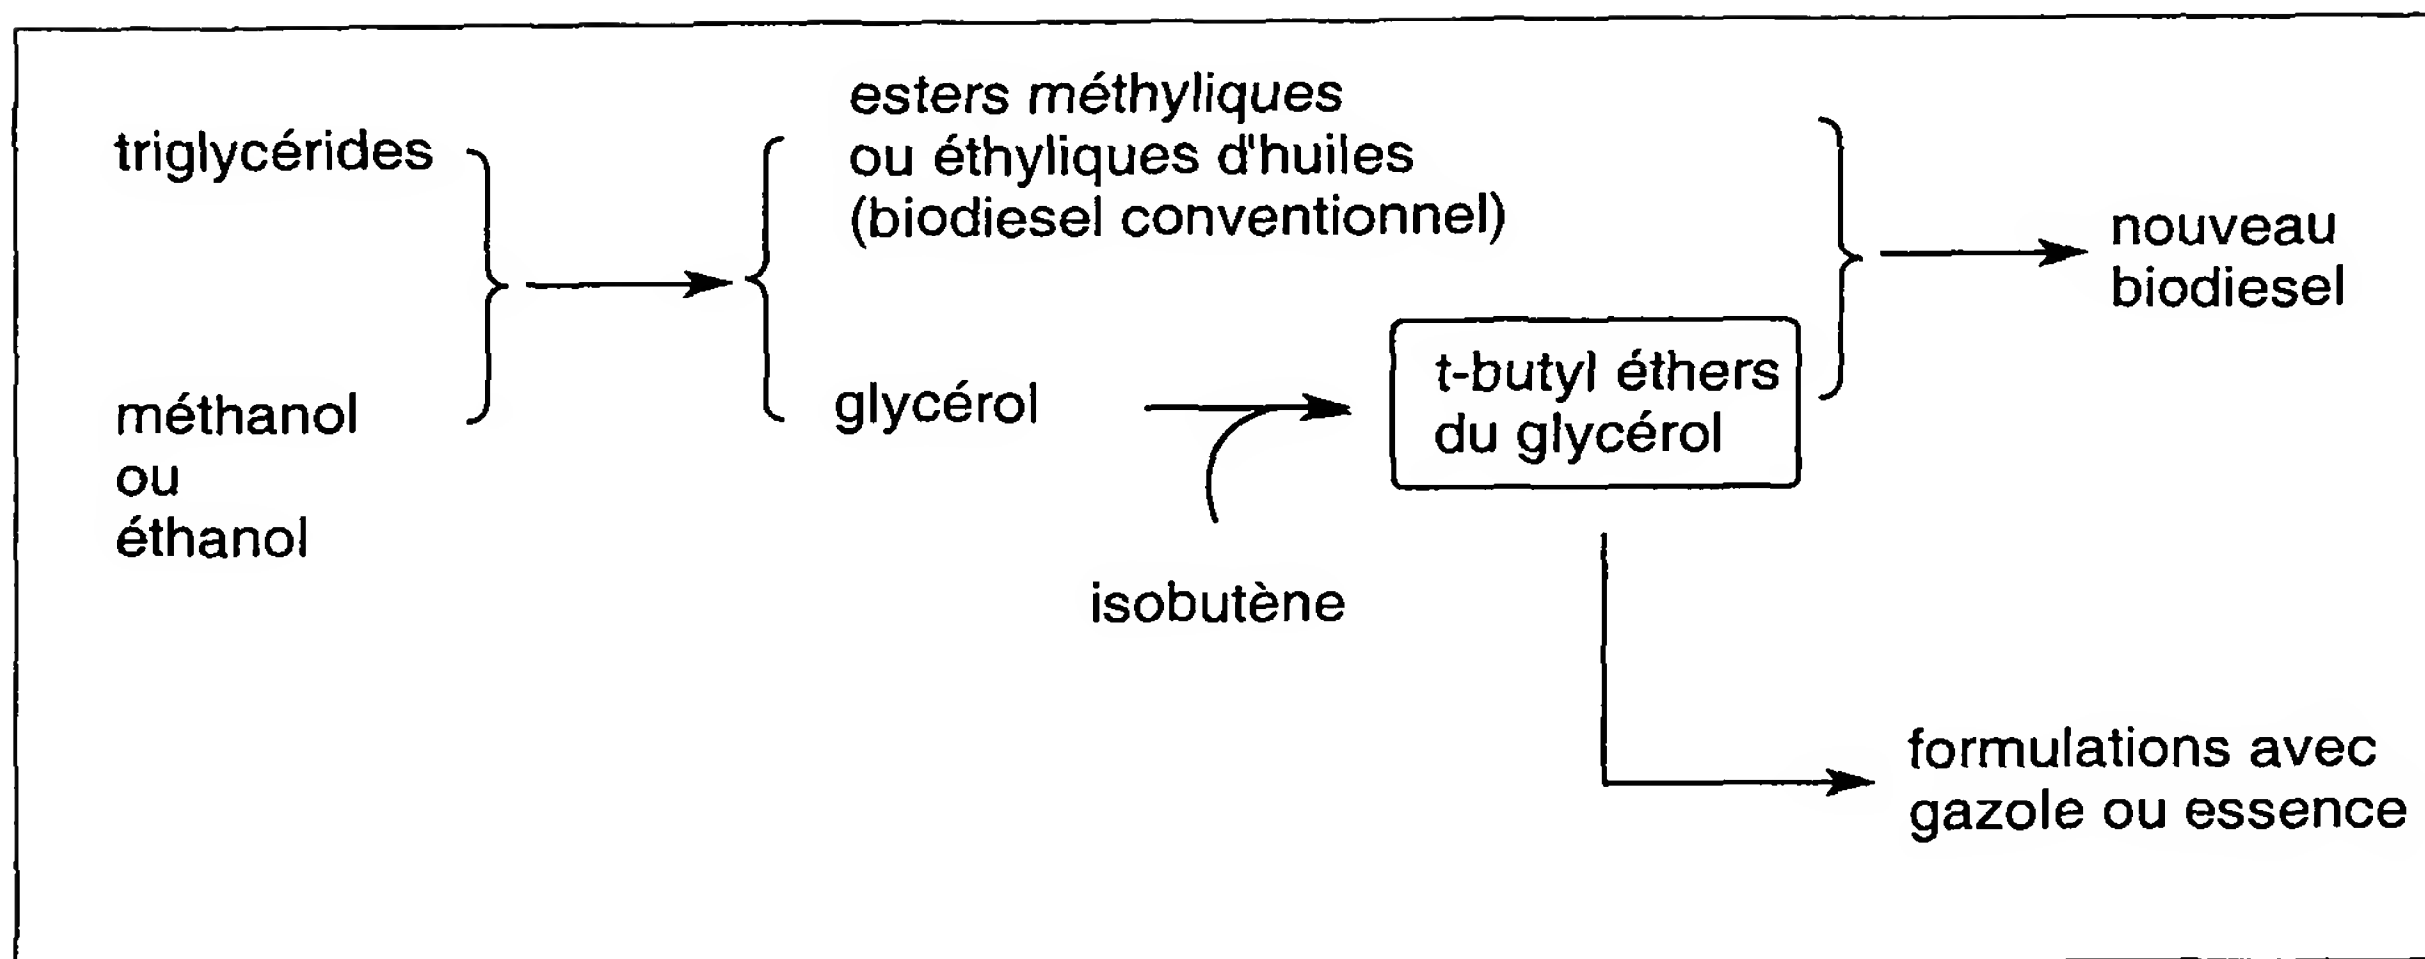 triglycérides
méthanol
ou
éthanol
esters méthyliques
ou éthyliques d'huiles
(biodiesel conventionnel)
glycérol
isobutène
t-butyl éthers
du glycérol
nouveau
biodiesel
formulations avec
gazole ou essence